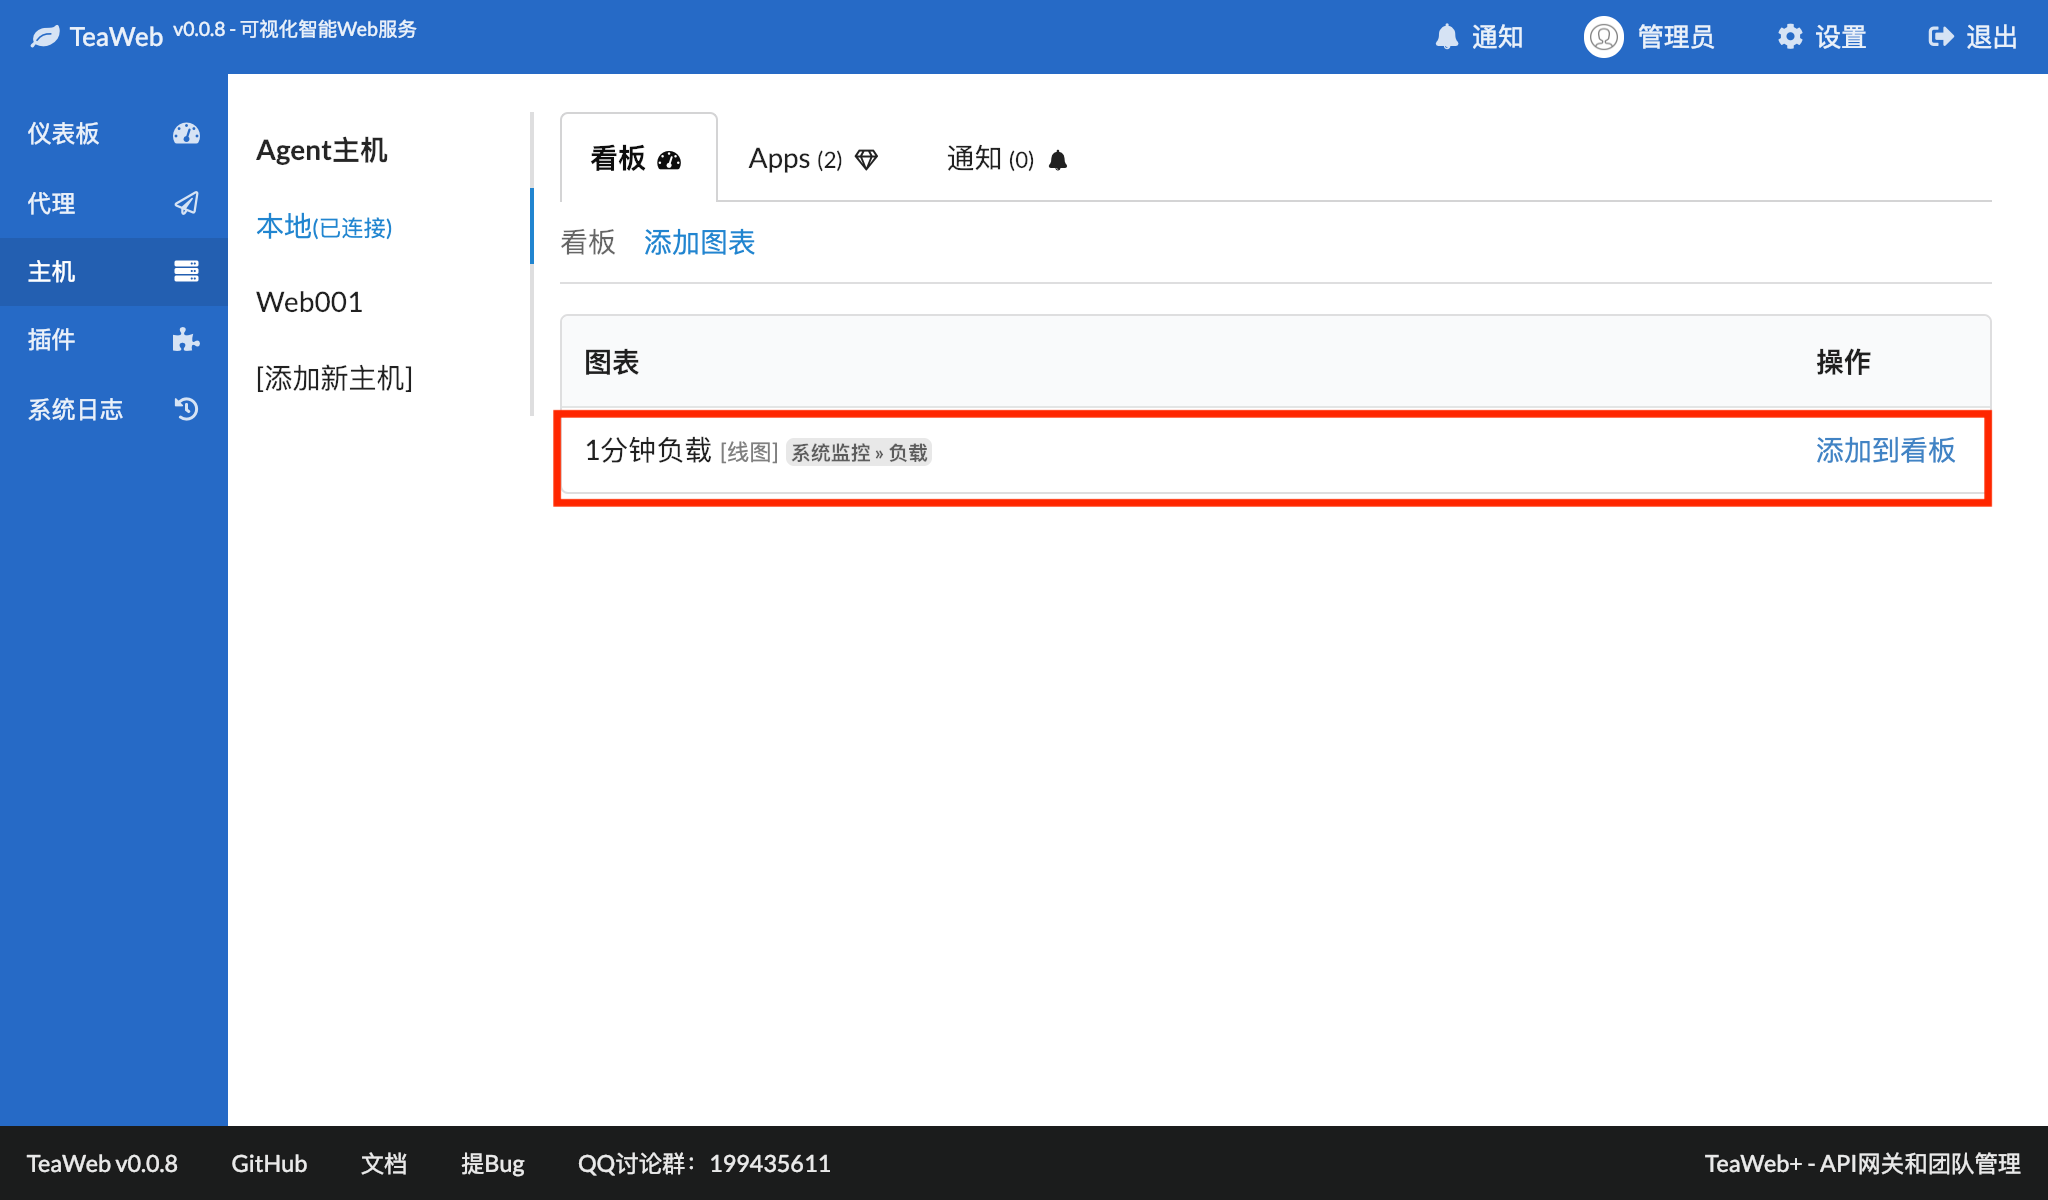 TeaWeb v0.0.8 - 可视化智能Web服务
通知
管理员
设置
退出
仪表板
代理
主机
插件
系统日志
Agent主机
本地(已连接)
Web001
[添加新主机]
看板
Apps (2)
通知 (0)
看板 添加图表
图表 操作
1分钟负载 [线图] 系统监控 » 负载 添加到看板
TeaWeb v0.0.8
GitHub
文档
提Bug
QQ讨论群：199435611
TeaWeb+ - API网关和团队管理